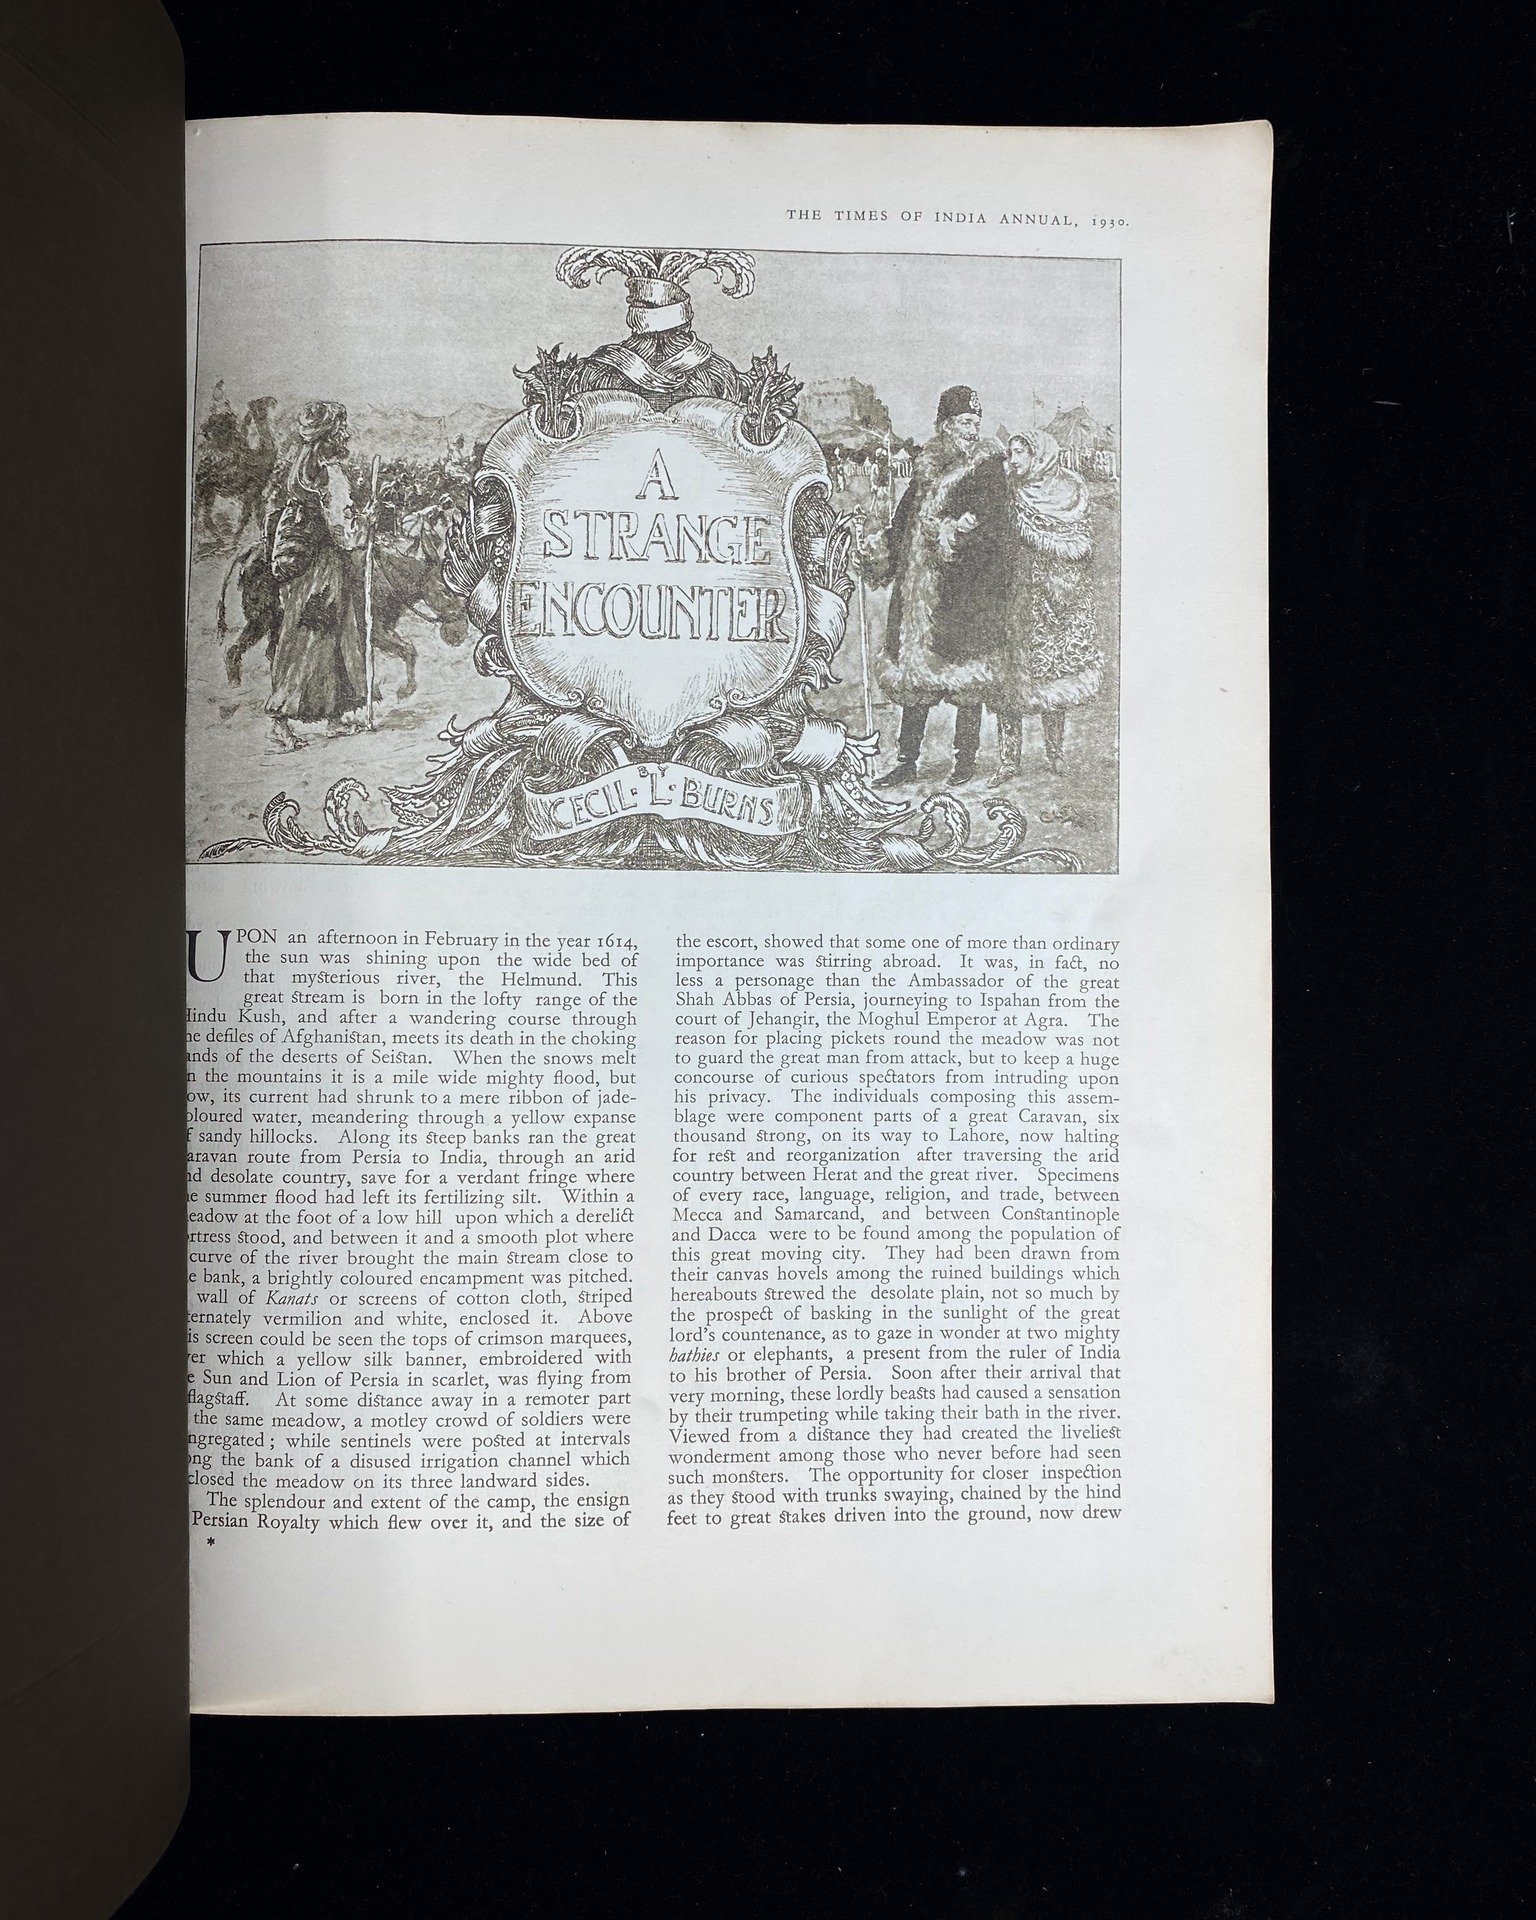 THE TIMES OF INDIA ANNUAL, 1930.
A
STRANGE
ENCOUNTER
BY
CECIL · L · BURNS
UPON an afternoon in February in the year 1614,
the sun was shining upon the wide bed of
that mysterious river, the Helmund. This
great stream is born in the lofty range of the
Hindu Kush, and after a wandering course through
defiles of Afghanistan, meets its death in the choking
of the deserts of Seistan. When the snows melt
the mountains it is a mile wide mighty flood, but
its current had shrunk to a mere ribbon of jade-
water, meandering through a yellow expanse
sandy hillocks. Along its steep banks ran the great
route from Persia to India, through an arid
desolate country, save for a verdant fringe where
summer flood had left its fertilizing silt. Within a
at the foot of a low hill upon which a derelict
stood, and between it and a smooth plot where
curve of the river brought the main stream close to
bank, a brightly coloured encampment was pitched.
wall of Kanats or screens of cotton cloth, striped
vermilion and white, enclosed it. Above
screen could be seen the tops of crimson marquees,
which a yellow silk banner, embroidered with
Sun and Lion of Persia in scarlet, was flying from
flagstaff. At some distance away in a remoter part
the same meadow, a motley crowd of soldiers were
; while sentinels were posted at intervals
the bank of a disused irrigation channel which
the meadow on its three landward sides.
The splendour and extent of the camp, the ensign
Persian Royalty which flew over it, and the size of
*
the escort, showed that some one of more than ordinary
importance was stirring abroad. It was, in fact, no
less a personage than the Ambassador of the great
Shah Abbas of Persia, journeying to Ispahan from the
court of Jehangir, the Moghul Emperor at Agra. The
reason for placing pickets round the meadow was not
to guard the great man from attack, but to keep a huge
concourse of curious spectators from intruding upon
his privacy. The individuals composing this assem-
blage were component parts of a great Caravan, six
thousand strong, on its way to Lahore, now halting
for rest and reorganization after traversing the arid
country between Herat and the great river. Specimens
of every race, language, religion, and trade, between
Mecca and Samarcand, and between Constantinople
and Dacca were to be found among the population of
this great moving city. They had been drawn from
their canvas hovels among the ruined buildings which
hereabouts strewed the desolate plain, not so much by
the prospect of basking in the sunlight of the great
lord's countenance, as to gaze in wonder at two mighty
hathies or elephants, a present from the ruler of India
to his brother of Persia. Soon after their arrival that
very morning, these lordly beasts had caused a sensation
by their trumpeting while taking their bath in the river.
Viewed from a distance they had created the liveliest
wonderment among those who never before had seen
such monsters. The opportunity for closer inspection
as they stood with trunks swaying, chained by the hind
feet to great stakes driven into the ground, now drew